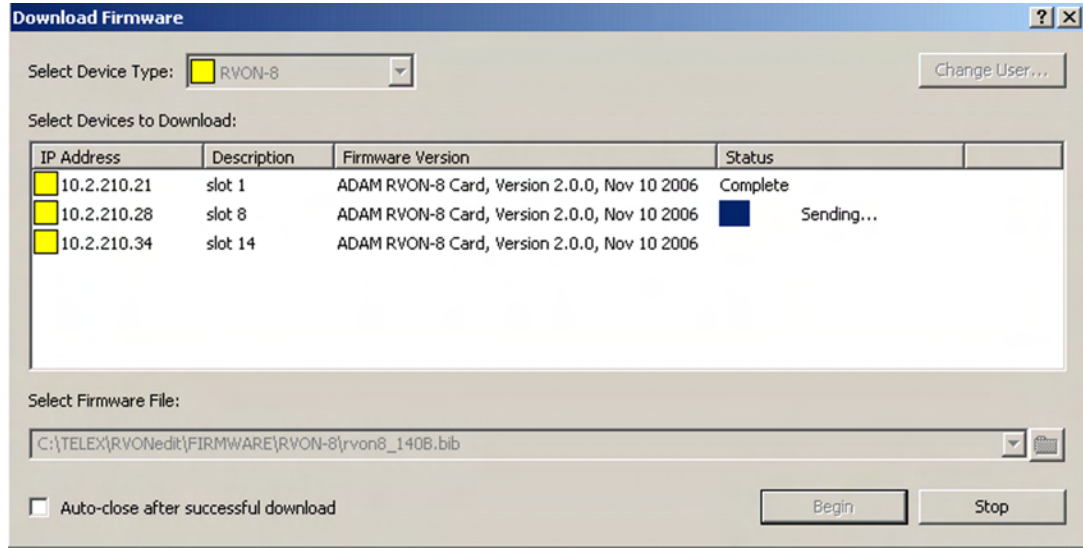 Download Firmware
Select Device Type: RVON-8 Change User...
Select Devices to Download:
IP Address Description Firmware Version Status
10.2.210.21 slot 1 ADAM RVON-8 Card, Version 2.0.0, Nov 10 2006 Complete
10.2.210.28 slot 8 ADAM RVON-8 Card, Version 2.0.0, Nov 10 2006 Sending...
10.2.210.34 slot 14 ADAM RVON-8 Card, Version 2.0.0, Nov 10 2006
Select Firmware File:
C:\TELEX\RVONedit\FIRMWARE\RVON-8\rvon8_140B.bib
Auto-close after successful download Begin Stop